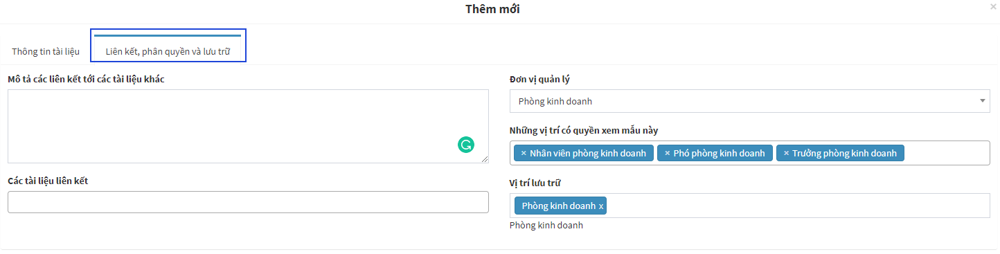 Thêm mới
×
Thông tin tài liệu
Liên kết, phân quyền và lưu trữ
Mô tả các liên kết tới các tài liệu khác
Các tài liệu liên kết
Đơn vị quản lý
Phòng kinh doanh
Những vị trí có quyền xem mẫu này
× Nhân viên phòng kinh doanh × Phó phòng kinh doanh × Trưởng phòng kinh doanh
Vị trí lưu trữ
Phòng kinh doanh x
Phòng kinh doanh